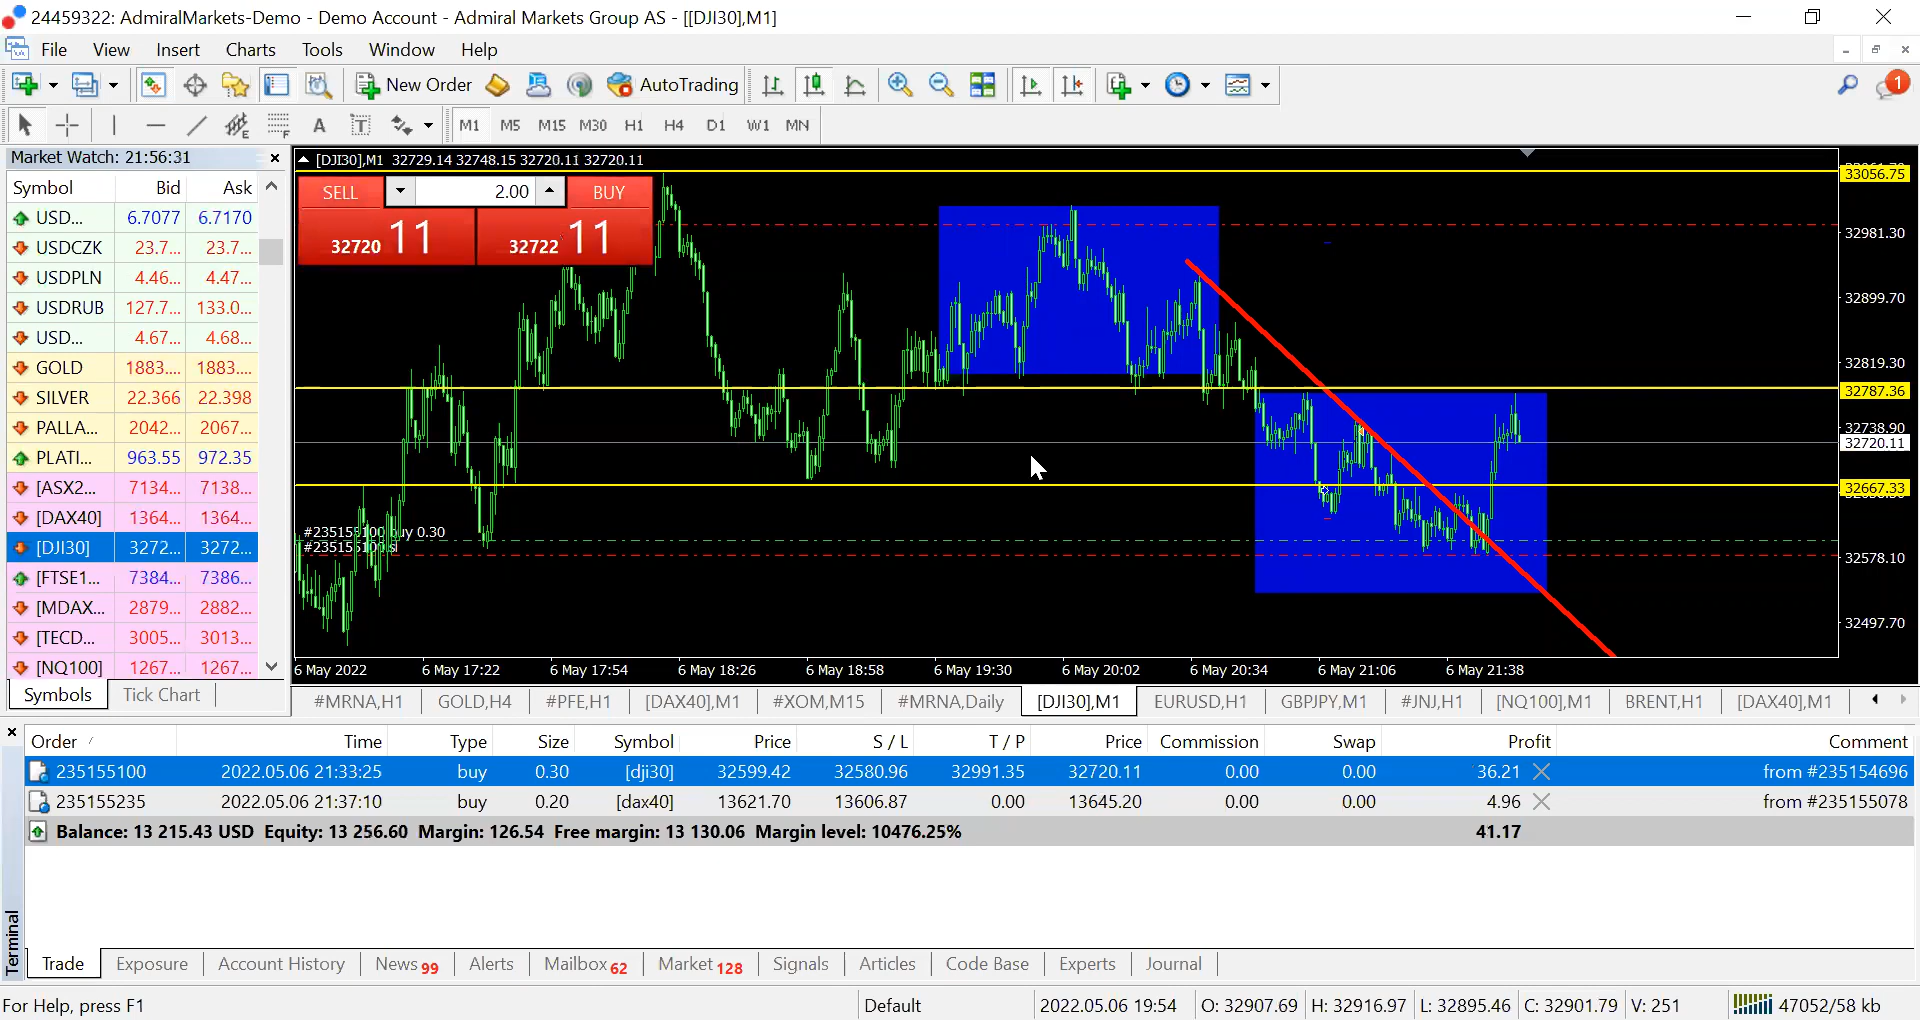 24459322: AdmiralMarkets-Demo - Demo Account - Admiral Markets Group AS - [[DJI30],M1]
File View Insert Charts Tools Window Help
New Order AutoTrading 1
A T M1 M5 M15 M30 H1 H4 D1 W1 MN
Market Watch: 21:56:31
Symbol Bid Ask
USD... 6.7077 6.7170
USDCZK 23.7... 23.7...
USDPLN 4.46... 4.47...
USDRUB 127.7... 133.0...
USD... 4.67... 4.68...
GOLD 1883.... 1883....
SILVER 22.366 22.398
PALLA... 2042... 2067...
PLATI... 963.55 972.35
[ASX2... 7134... 7138...
[DAX40] 1364... 1364...
[DJI30] 3272... 3272...
[FTSE1... 7384... 7386...
[MDAX... 2879... 2882...
[TECD... 3005... 3013...
[NQ100] 1267... 1267...
Symbols Tick Chart
[DJI30],M1 32729.14 32748.15 32720.11 32720.11
SELL 2.00 BUY
32720 11 32722 11
#235155100 buy 0.30
#235155100 sl
33056.75
32981.30
32899.70
32819.30
32787.36
32738.90
32720.11
32667.33
32578.10
32497.70
6 May 2022 6 May 17:22 6 May 17:54 6 May 18:26 6 May 18:58 6 May 19:30 6 May 20:02 6 May 20:34 6 May 21:06 6 May 21:38
#MRNA,H1 GOLD,H4 #PFE,H1 [DAX40],M1 #XOM,M15 #MRNA,Daily [DJI30],M1 EURUSD,H1 GBPJPY,M1 #JNJ,H1 [NQ100],M1 BRENT,H1 [DAX40],M1
Order / Time Type Size Symbol Price S / L T / P Price Commission Swap Profit Comment
235155100 2022.05.06 21:33:25 buy 0.30 [dji30] 32599.42 32580.96 32991.35 32720.11 0.00 0.00 36.21 from #235154696
235155235 2022.05.06 21:37:10 buy 0.20 [dax40] 13621.70 13606.87 0.00 13645.20 0.00 0.00 4.96 from #235155078
Balance: 13 215.43 USD Equity: 13 256.60 Margin: 126.54 Free margin: 13 130.06 Margin level: 10476.25% 41.17
Terminal
Trade Exposure Account History News 99 Alerts Mailbox 62 Market 128 Signals Articles Code Base Experts Journal
For Help, press F1 Default 2022.05.06 19:54 O: 32907.69 H: 32916.97 L: 32895.46 C: 32901.79 V: 251 47052/58 kb